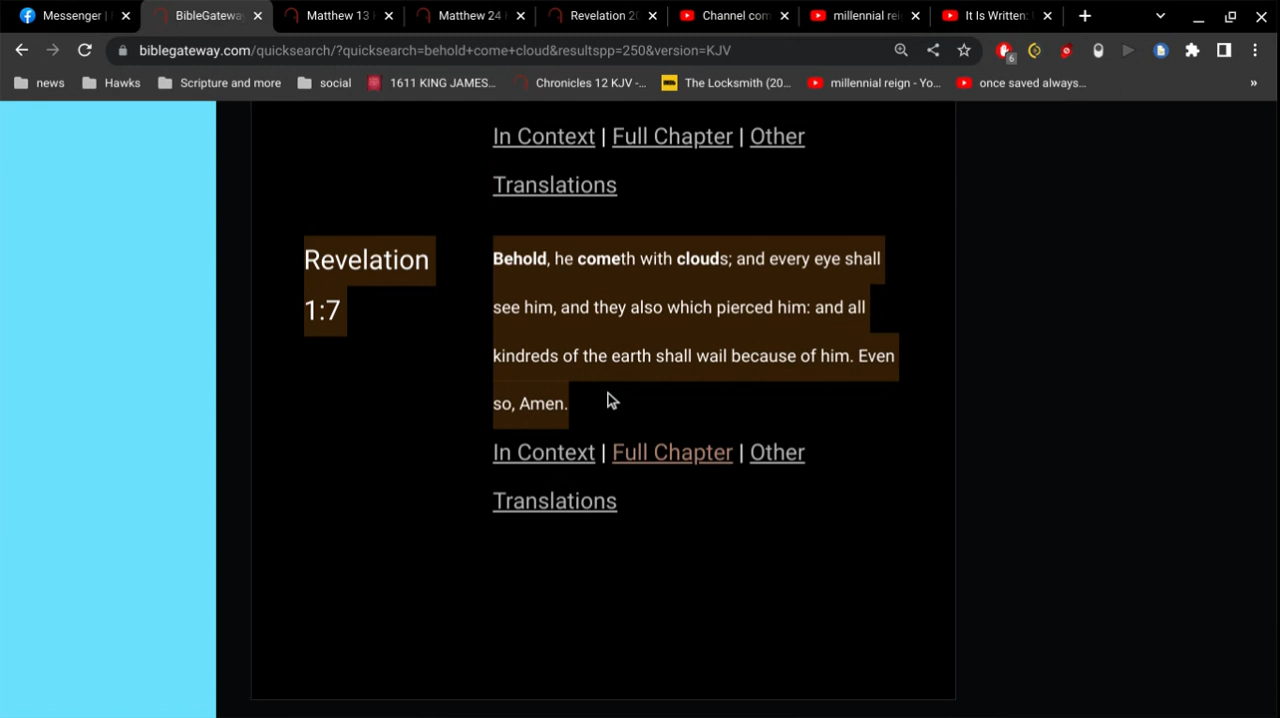 Messenger |
BibleGatewa
Matthew 13
Matthew 24
Revelation 20
Channel com
millennial rei
It Is Written:
biblegateway.com/quicksearch/?quicksearch=behold+come+cloud&resultspp=250&version=KJV
6
news
Hawks
Scripture and more
social
1611 KING JAMES...
Chronicles 12 KJV -...
The Locksmith (20...
millennial reign - Yo...
once saved always...
»
In Context | Full Chapter | Other
Translations
Revelation
1:7
Behold, he cometh with clouds; and every eye shall
see him, and they also which pierced him: and all
kindreds of the earth shall wail because of him. Even
so, Amen.
In Context | Full Chapter | Other
Translations